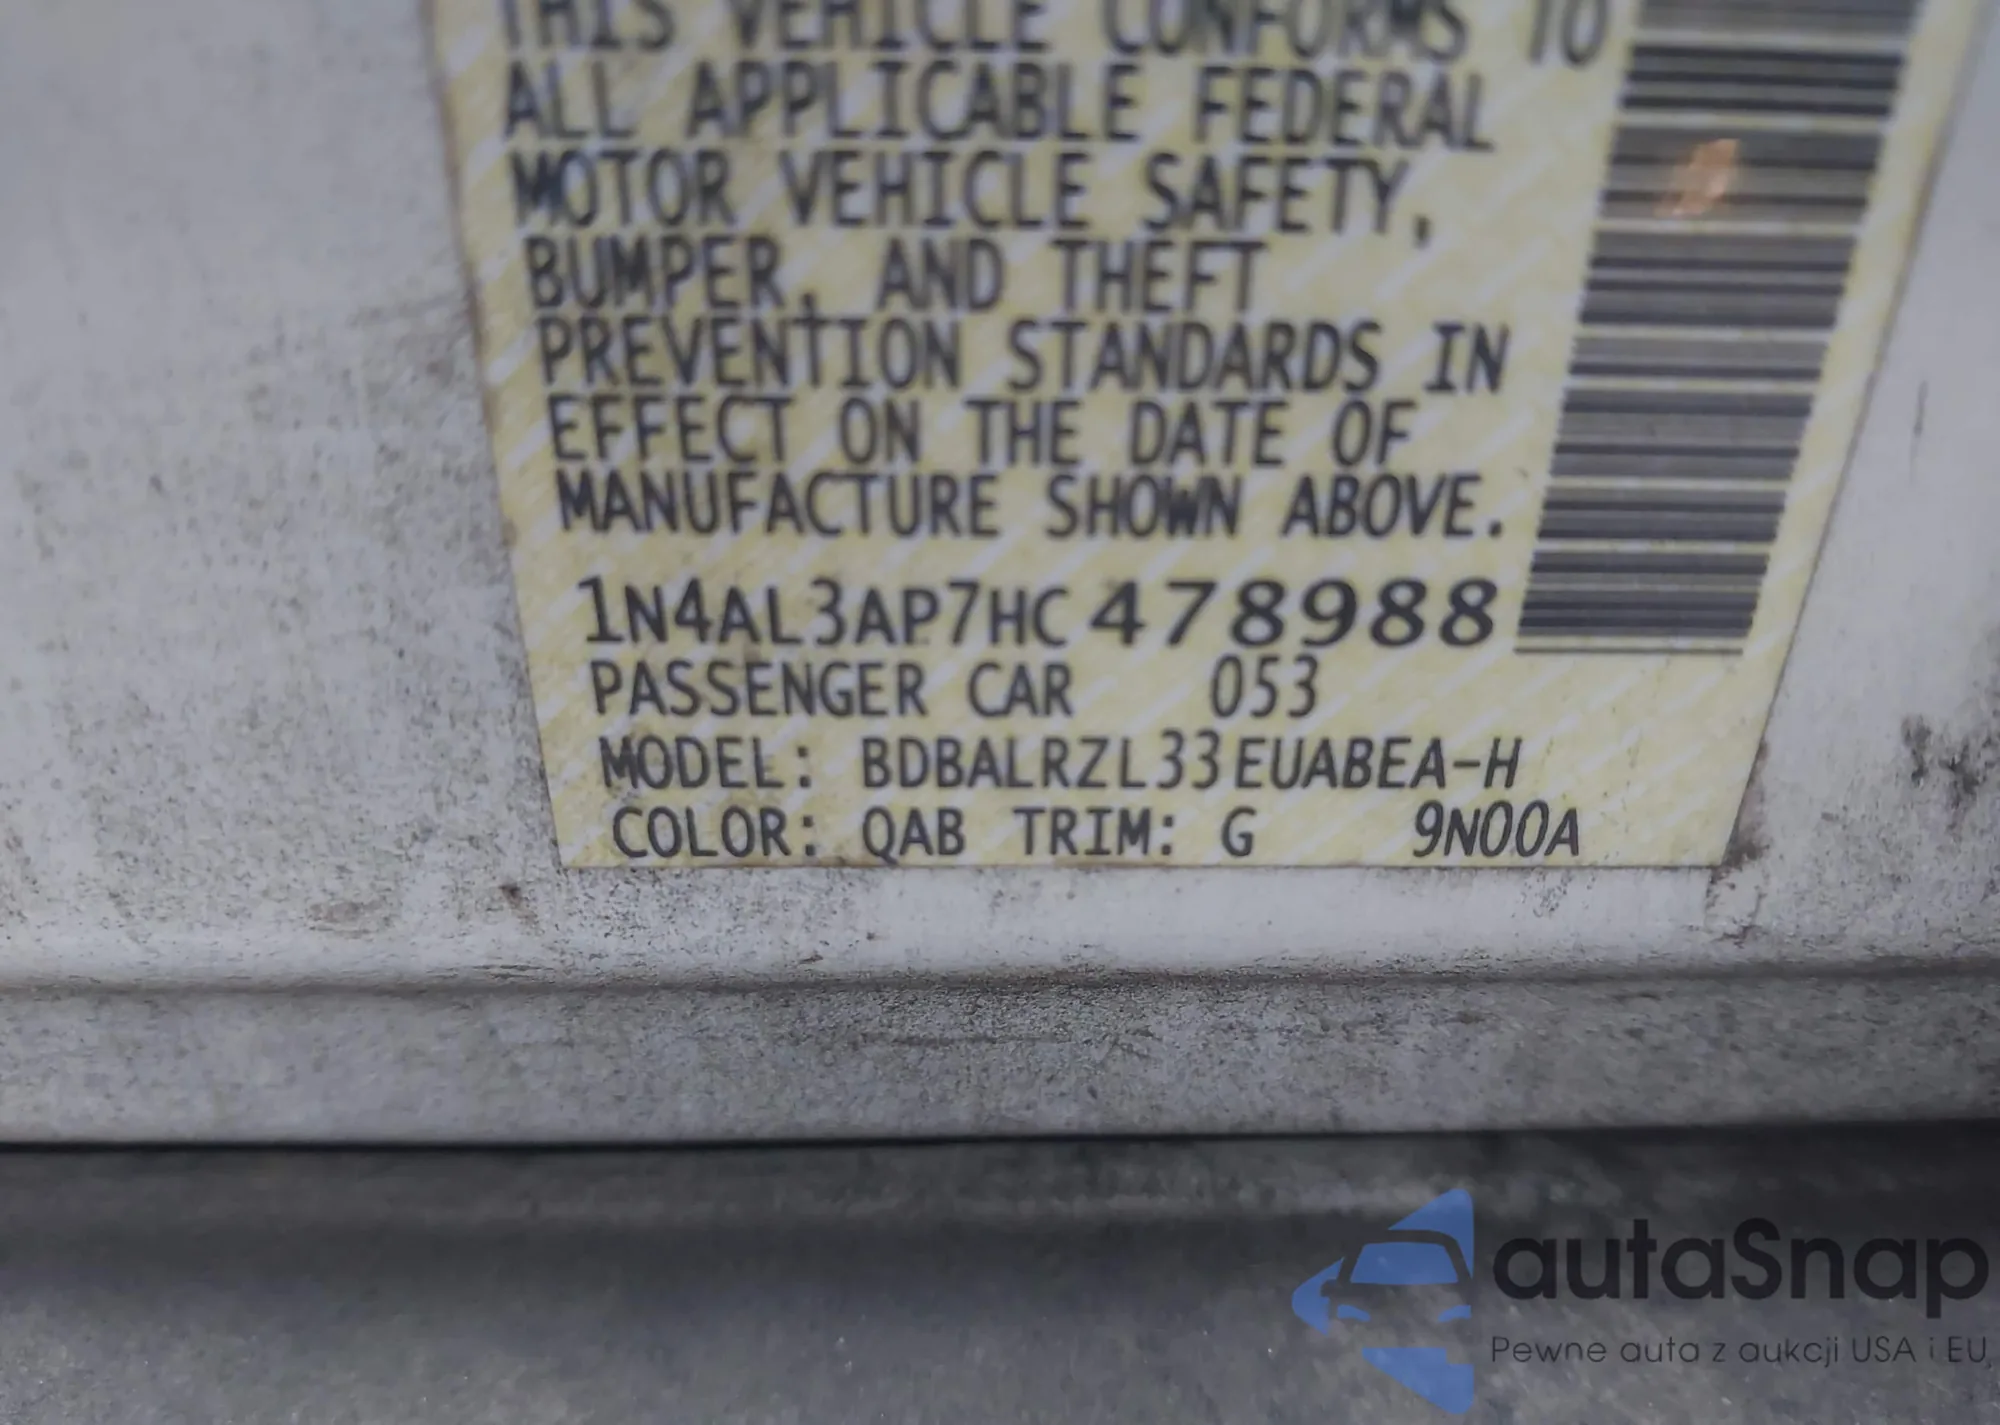 THIS VEHICLE CONFORMS TO
ALL APPLICABLE FEDERAL
MOTOR VEHICLE SAFETY,
BUMPER, AND THEFT
PREVENTION STANDARDS IN
EFFECT ON THE DATE OF
MANUFACTURE SHOWN ABOVE.
1N4AL3AP7HC478988
PASSENGER CAR 053
MODEL: BDBALRZL33EUABEA-H
COLOR: QAB TRIM: G 9N00A
autaSnap
Pewne auta z aukcji USA i EU